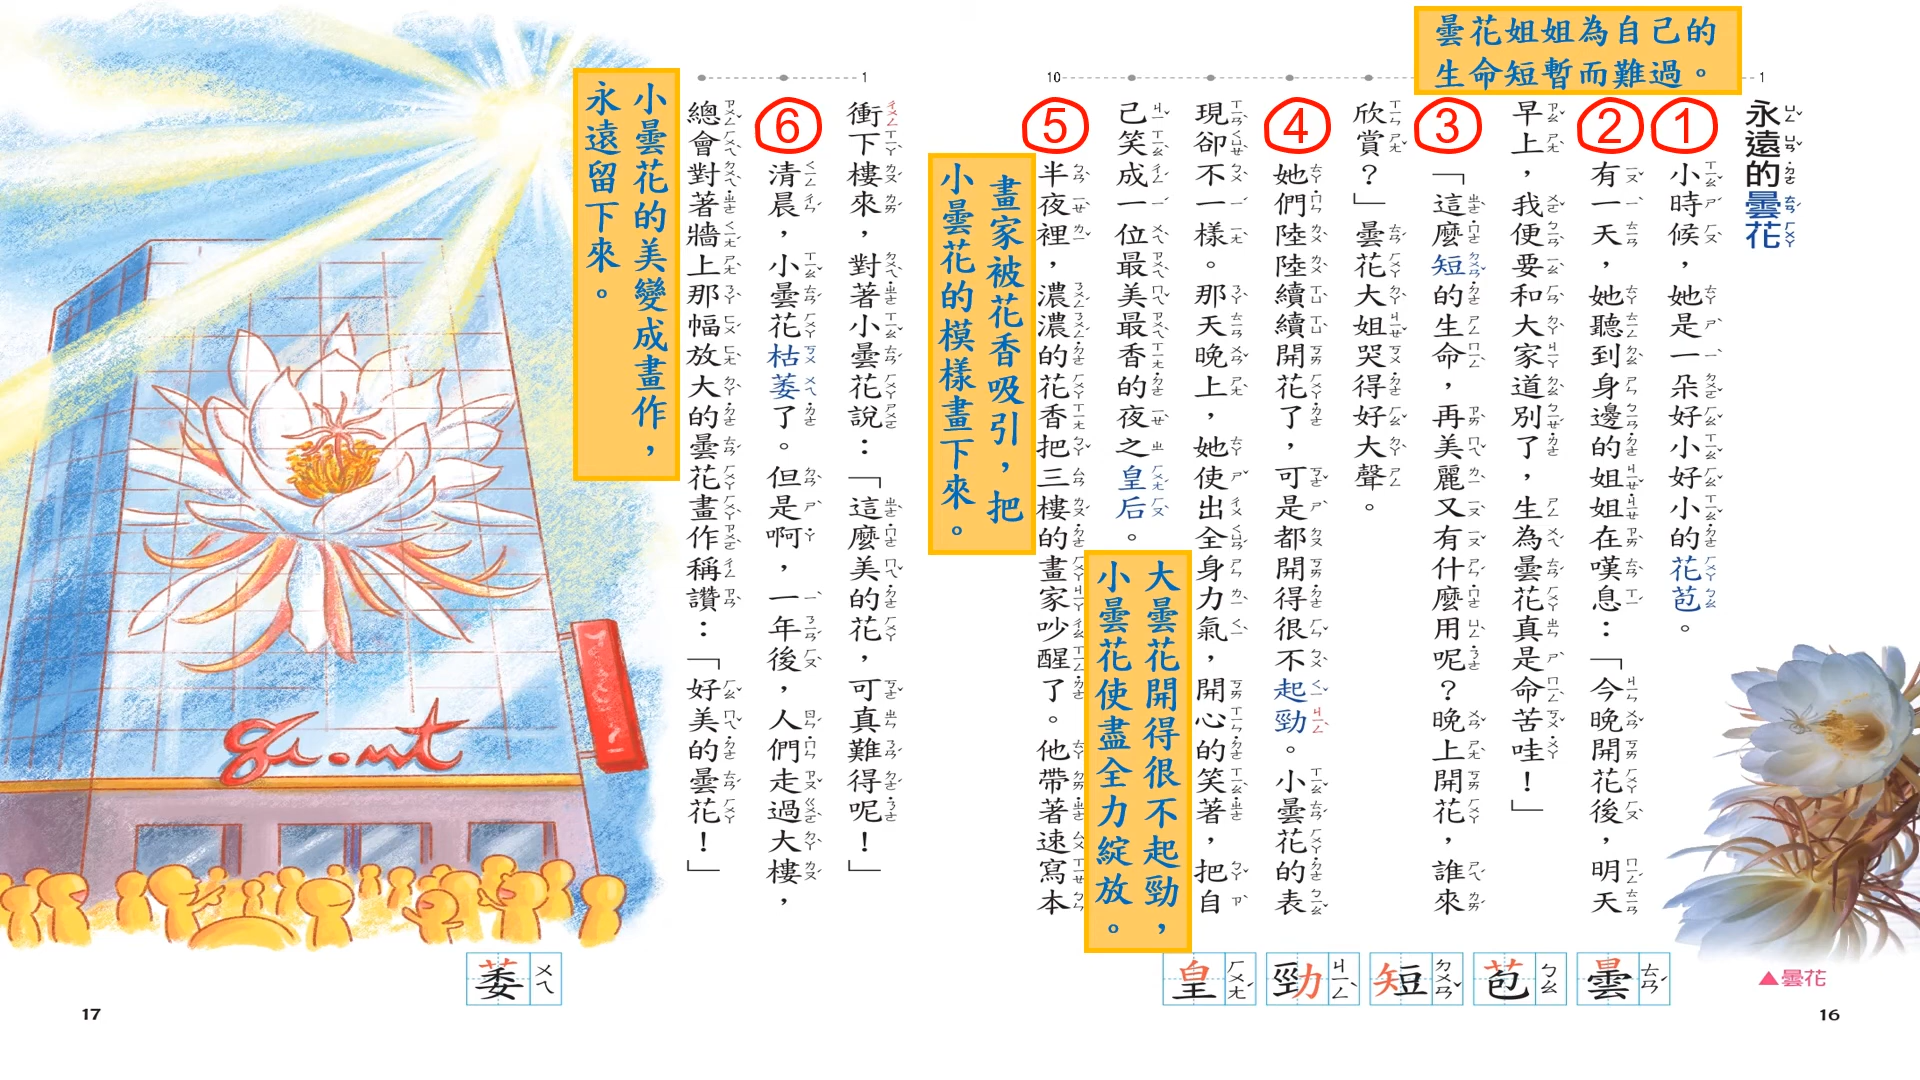 永遠的曇花
①小時候，她是一朵好小好小的花苞。
②有一天，她聽到身邊的姐姐在嘆息：「今晚開花後，明天
早上，我便要和大家道別了，生為曇花真是命苦哇！」
③「這麼短的生命，再美麗又有什麼用呢？晚上開花，誰來
欣賞？」曇花大姐哭得好大聲。
④她們陸陸續續開花了，可是都開得很不起勁。小曇花的表
現卻不一樣。那天晚上，她使出全身力氣，開心的笑著，把自
己笑成一位最美最香的夜之皇后。
⑤半夜裡，濃濃的花香把三樓的畫家吵醒了。他帶著速寫本
衝下樓來，對著小曇花說：「這麼美的花，可真難得呢！」
⑥清晨，小曇花枯萎了。但是啊，一年後，人們走過大樓，
總會對著牆上那幅放大的曇花畫作稱讚：「好美的曇花！」
曇花姐姐為自己的
生命短暫而難過。
大曇花開得很不起勁，
小曇花使盡全力綻放。
畫家被花香吸引，把
小曇花的模樣畫下來。
小曇花的美變成畫作，
永遠留下來。
1
10
1
▲曇花
曇 ㄊㄢˊ
苞 ㄅㄠ
短 ㄉㄨㄢˇ
勁 ㄐㄧㄥˋ
皇 ㄏㄨㄤˊ
萎 ㄨㄟ
16
17